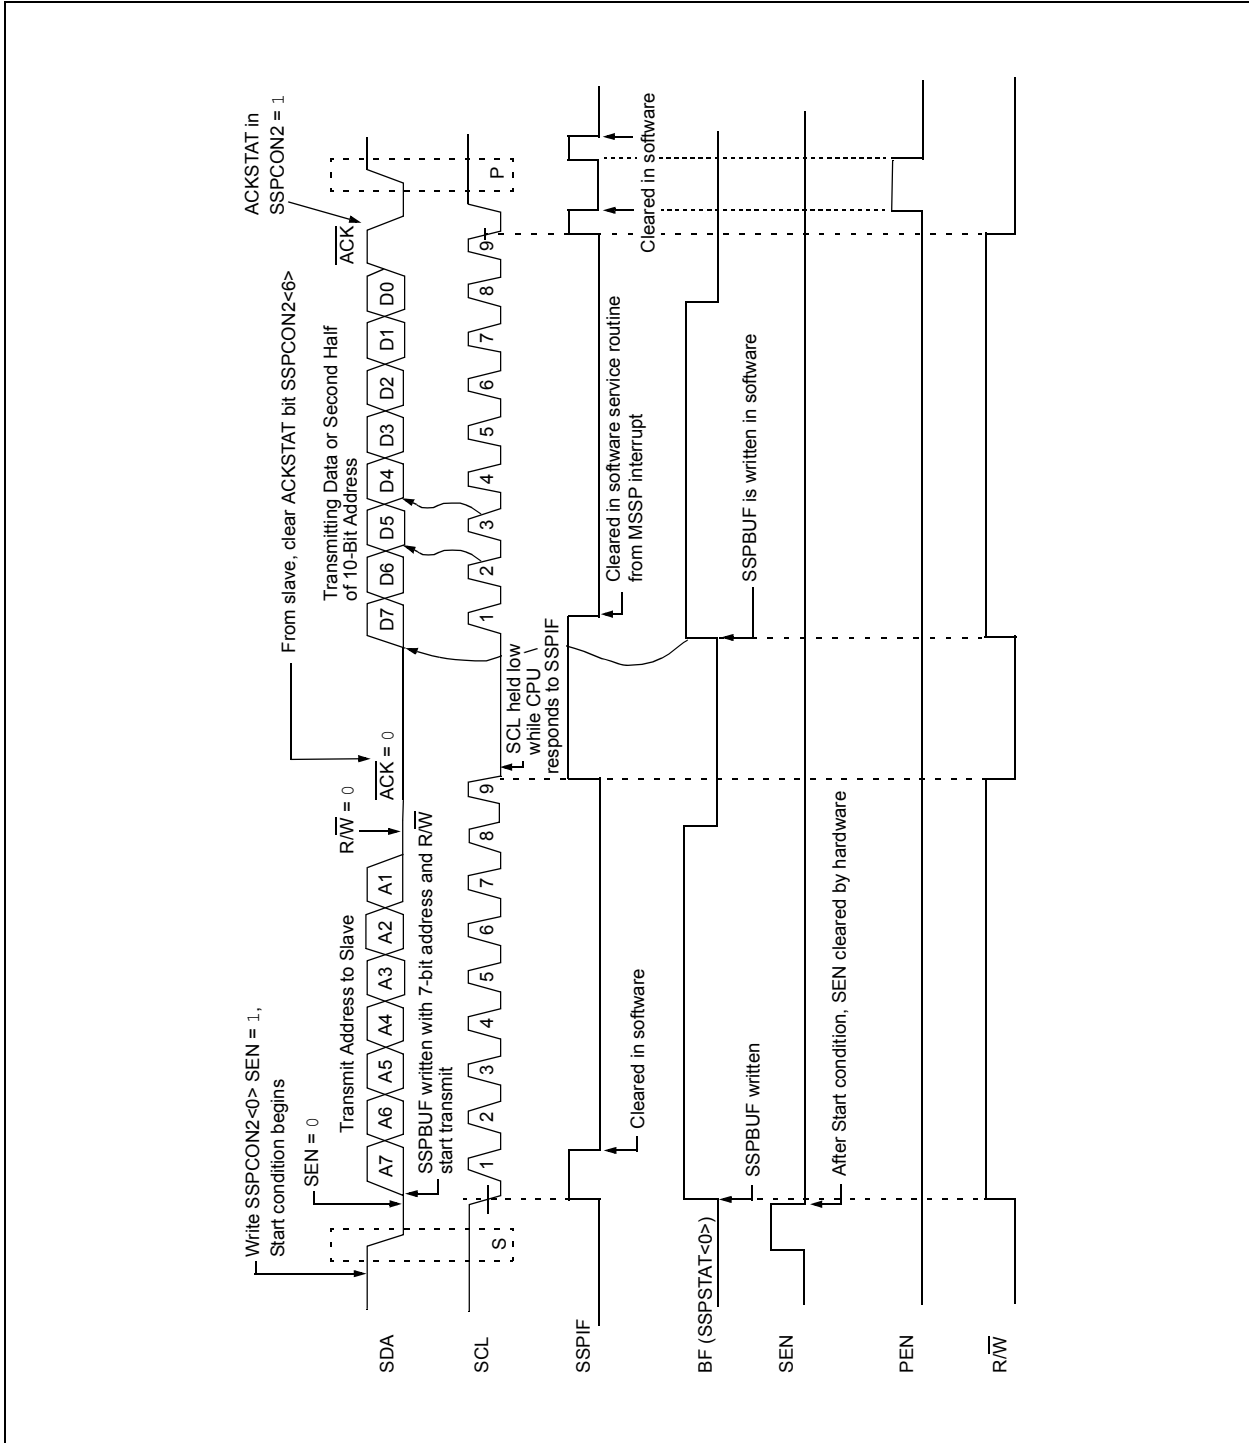 Write SSPCON2<0> SEN = 1,
Start condition begins
SEN = 0
From slave, clear ACKSTAT bit SSPCON2<6>
ACKSTAT in
SSPCON2 = 1
Transmit Address to Slave
R/W = 0
ACK = 0
Transmitting Data or Second Half
of 10-Bit Address
ACK
SDA
A7 A6 A5 A4 A3 A2 A1
D7 D6 D5 D4 D3 D2 D1 D0
SSPBUF written with 7-bit address and R/W
start transmit
SCL
S
1 2 3 4 5 6 7 8 9
1 2 3 4 5 6 7 8 9
P
SCL held low
while CPU
responds to SSPIF
SSPIF
Cleared in software
Cleared in software service routine
from MSSP interrupt
Cleared in software
BF (SSPSTAT<0>)
SSPBUF written
SSPBUF is written in software
SEN
After Start condition, SEN cleared by hardware
PEN
R/W